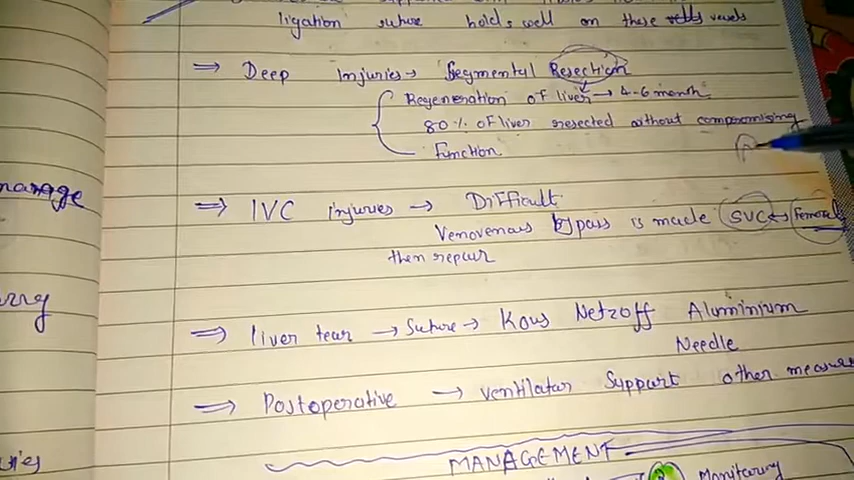 ligation suture holds well on these vessels
⇒ Deep Injuries → Segmental Resection
Regeneration of liver → 4-6 month
80% of liver resected without compromising
Function
manage
⇒ IVC injuries → Difficult
Venovenous bypass is made SVC ↔ Femoral
then repair
⇒ liver tear → Suture → Kous Netzoff Aluminium
Needle
⇒ Postoperative → ventilator Support other measures
MANAGEMENT
Monitoring